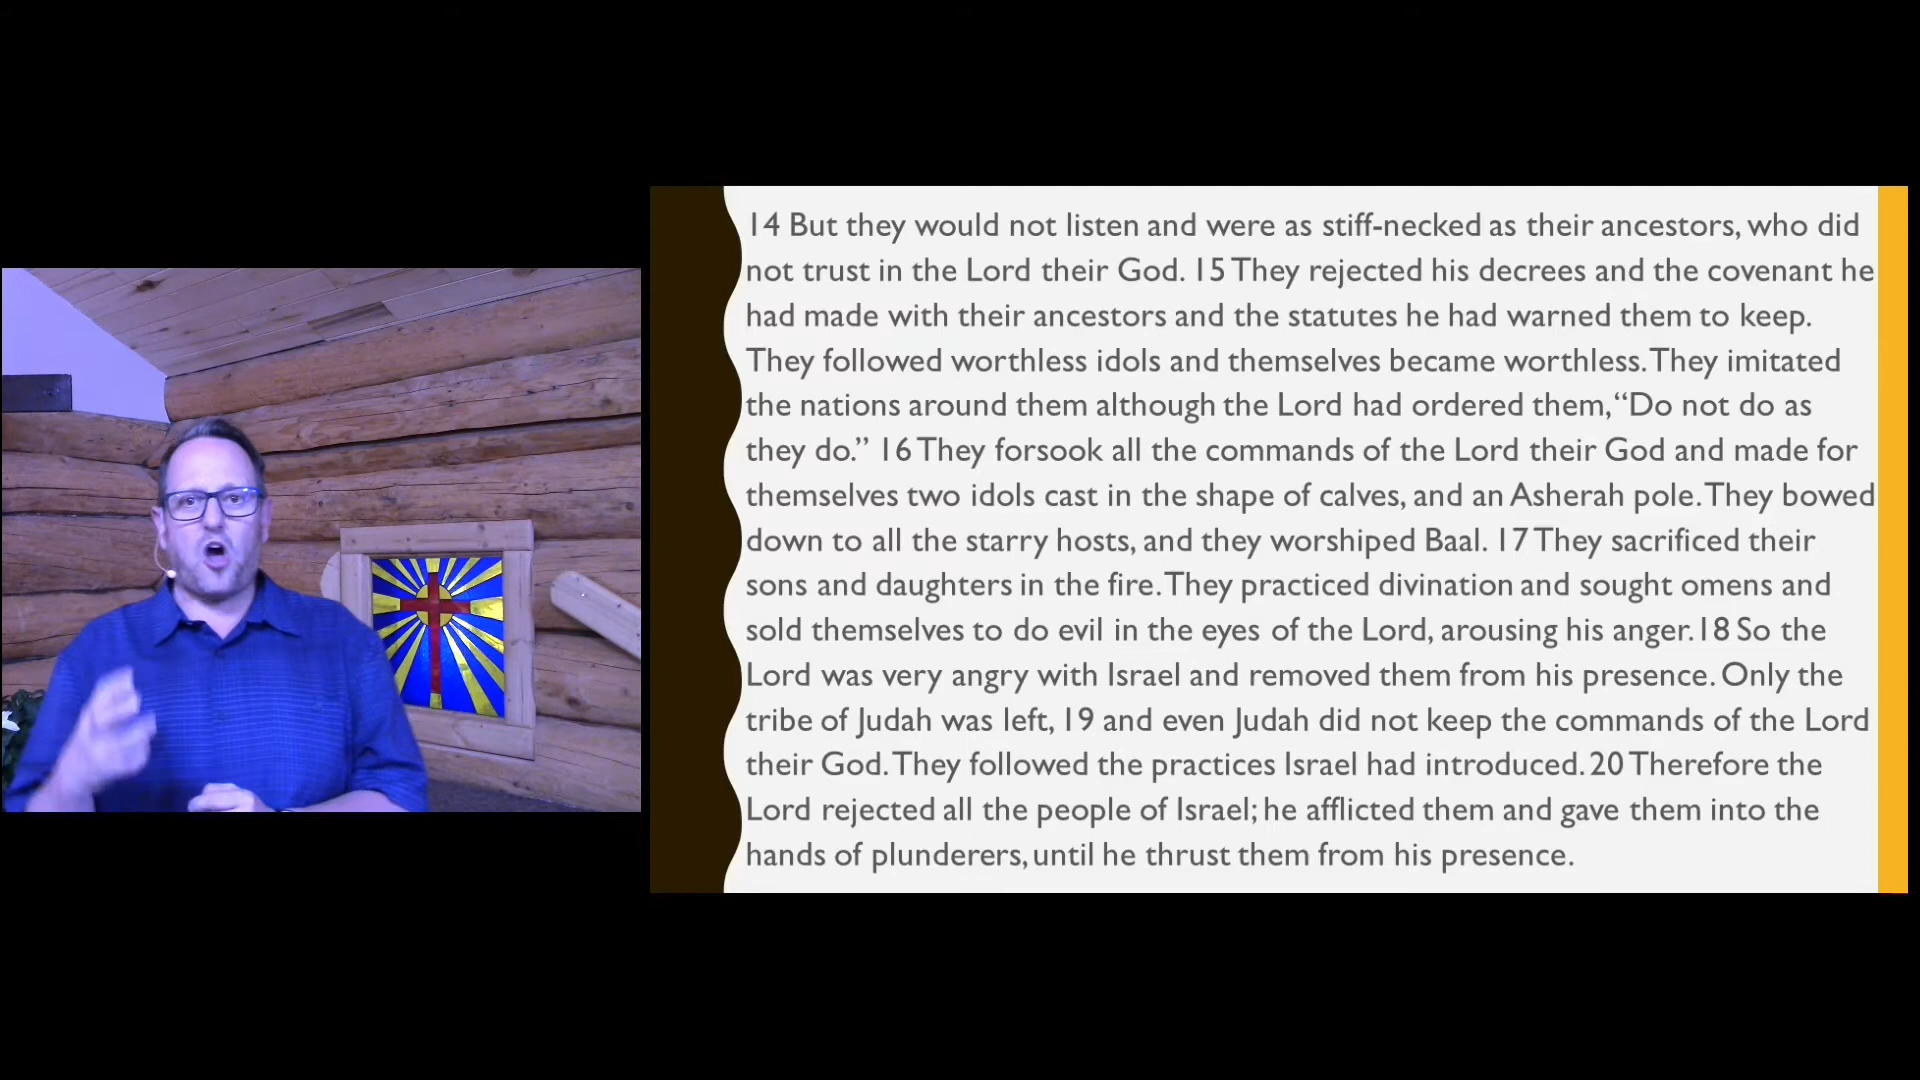 14 But they would not listen and were as stiff-necked as their ancestors, who did
not trust in the Lord their God. 15 They rejected his decrees and the covenant he
had made with their ancestors and the statutes he had warned them to keep.
They followed worthless idols and themselves became worthless. They imitated
the nations around them although the Lord had ordered them, “Do not do as
they do.” 16 They forsook all the commands of the Lord their God and made for
themselves two idols cast in the shape of calves, and an Asherah pole. They bowed
down to all the starry hosts, and they worshiped Baal. 17 They sacrificed their
sons and daughters in the fire. They practiced divination and sought omens and
sold themselves to do evil in the eyes of the Lord, arousing his anger. 18 So the
Lord was very angry with Israel and removed them from his presence. Only the
tribe of Judah was left, 19 and even Judah did not keep the commands of the Lord
their God. They followed the practices Israel had introduced. 20 Therefore the
Lord rejected all the people of Israel; he afflicted them and gave them into the
hands of plunderers, until he thrust them from his presence.